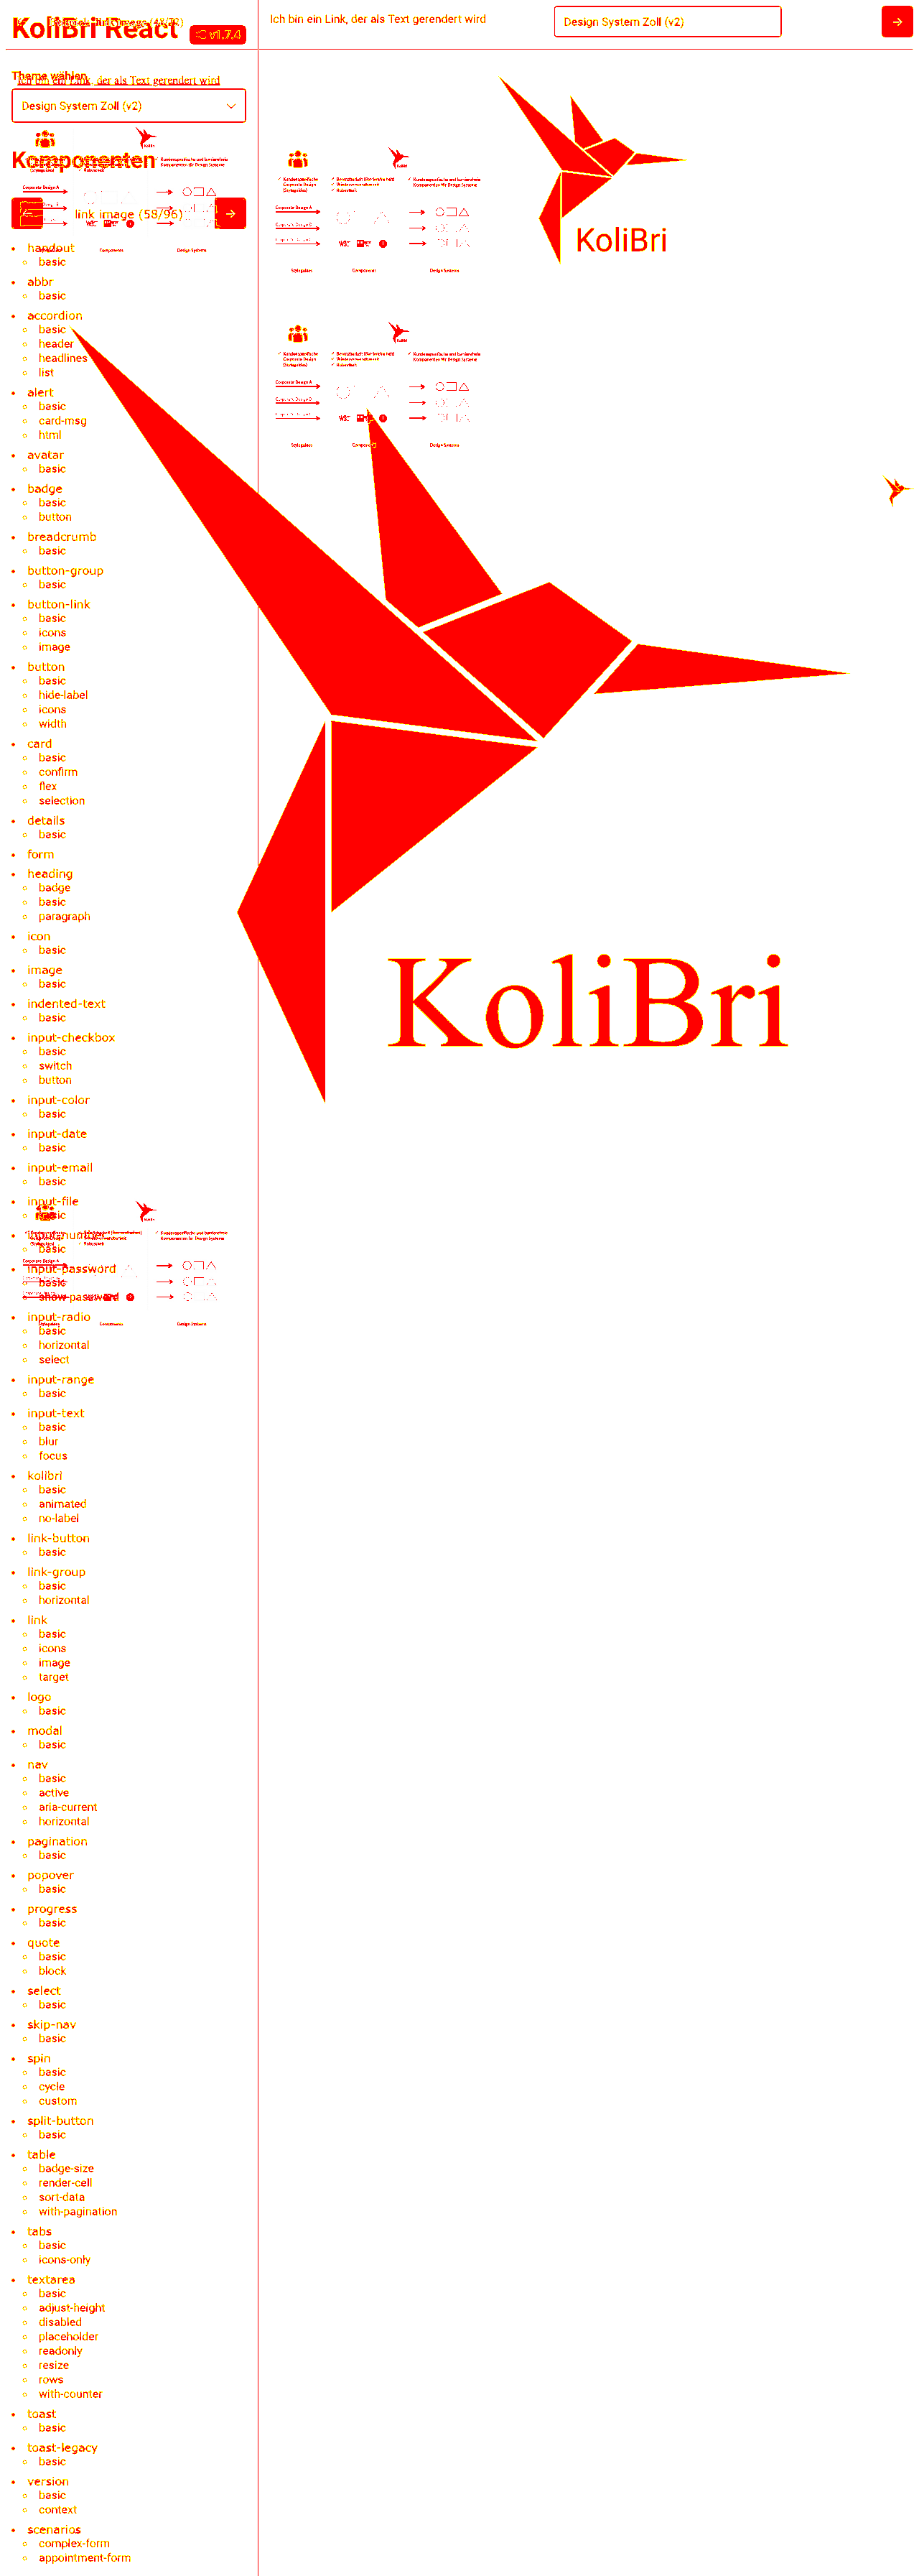 KoliBri React
v1.7.4
Ich bin ein Link, der als Text gerendert wird
Design System Zoll (v2)
Theme wählen
Ich bin ein Link, der als Text gerendert wird
Design System Zoll (v2)
Komponenten
link image (58/96)
handout
basic
abbr
basic
accordion
basic
header
headlines
list
alert
basic
card-msg
html
avatar
basic
badge
basic
button
breadcrumb
basic
button-group
basic
button-link
basic
icons
image
button
basic
hide-label
icons
width
card
basic
confirm
flex
selection
details
basic
form
heading
badge
basic
paragraph
icon
basic
image
basic
indented-text
basic
input-checkbox
basic
switch
button
input-color
basic
input-date
basic
input-email
basic
input-file
basic
input-number
basic
input-password
basic
show-password
input-radio
basic
horizontal
select
input-range
basic
input-text
basic
blur
focus
kolibri
basic
animated
no-label
link-button
basic
link-group
basic
horizontal
link
basic
icons
image
target
logo
basic
modal
basic
nav
basic
active
aria-current
horizontal
pagination
basic
popover
basic
progress
basic
quote
basic
block
select
basic
skip-nav
basic
spin
basic
cycle
custom
split-button
basic
table
badge-size
render-cell
sort-data
with-pagination
tabs
basic
icons-only
textarea
basic
adjust-height
disabled
placeholder
readonly
resize
rows
with-counter
toast
basic
toast-legacy
basic
version
basic
context
scenarios
complex-form
appointment-form
KoliBri
Corporate Design A
Styleguides
Design Systems
Corporate Design A
Styleguides
Design Systems
KoliBri